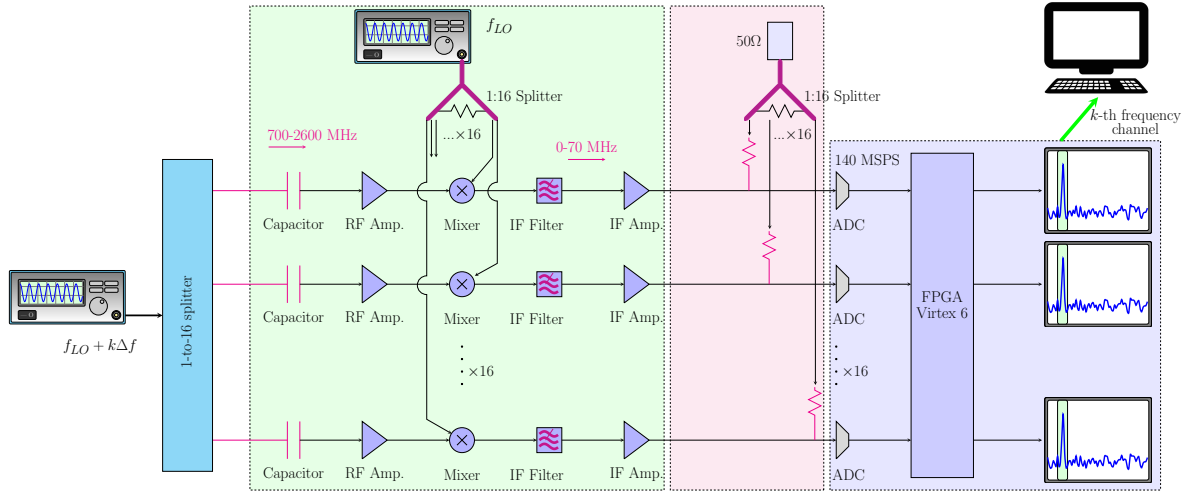 f_{LO}
50Ω
1:16 Splitter
1:16 Splitter
...×16
...×16
k-th frequency
channel
700-2600 MHz
0-70 MHz
140 MSPS
Capacitor
RF Amp.
Mixer
IF Filter
IF Amp.
ADC
1-to-16 splitter
f_{LO} + kΔf
Capacitor
RF Amp.
Mixer
IF Filter
IF Amp.
ADC
FPGA
Virtex 6
×16
×16
Capacitor
RF Amp.
Mixer
IF Filter
IF Amp.
ADC